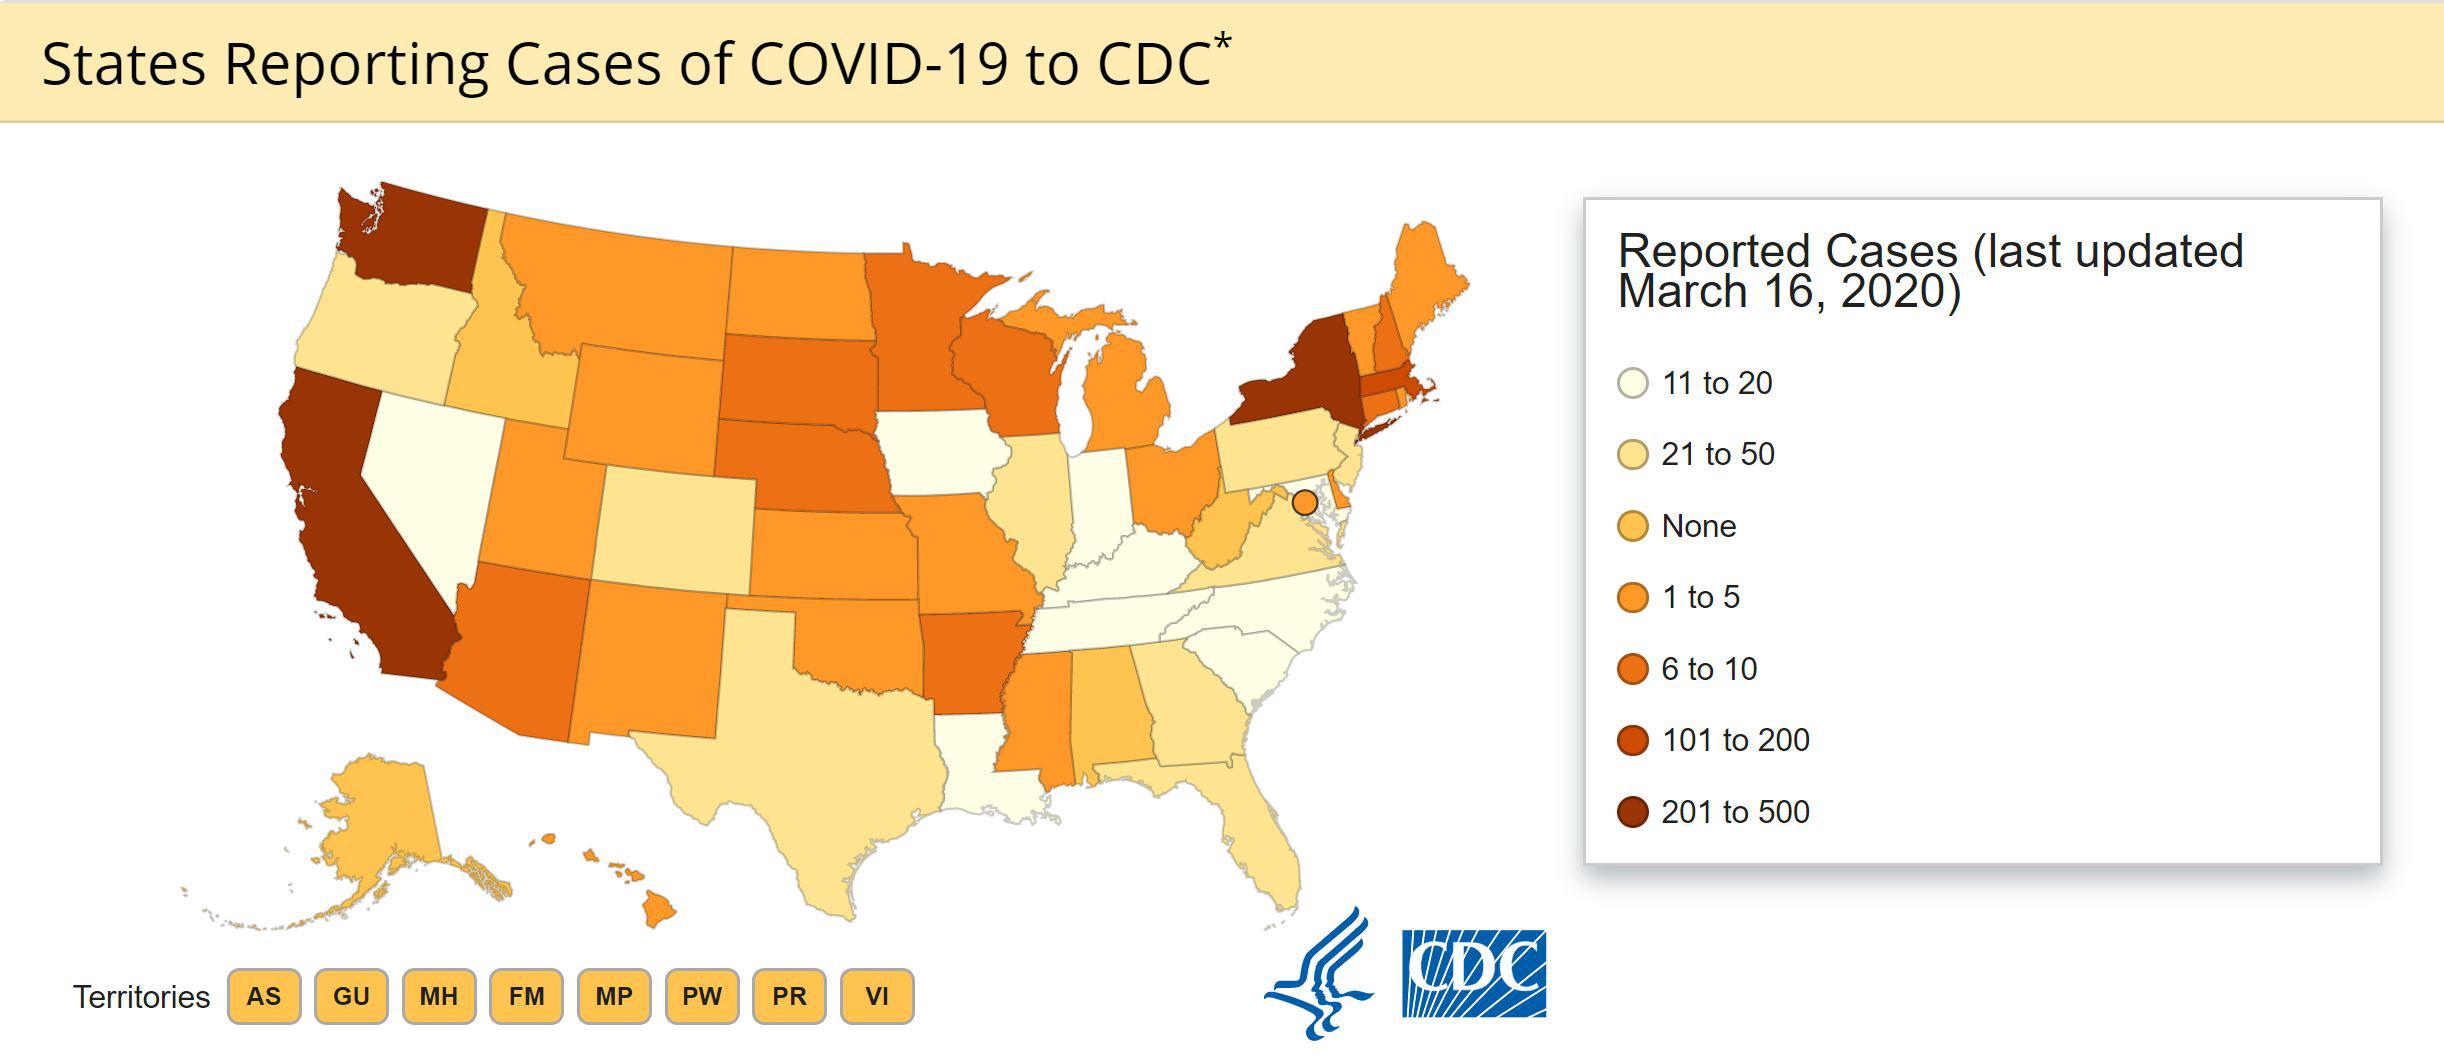 States Reporting Cases of COVID-19 to CDC*
Reported Cases (last updated
March 16, 2020)
11 to 20
21 to 50
None
1 to 5
6 to 10
101 to 200
201 to 500
Territories AS GU MH FM MP PW PR VI
CDC